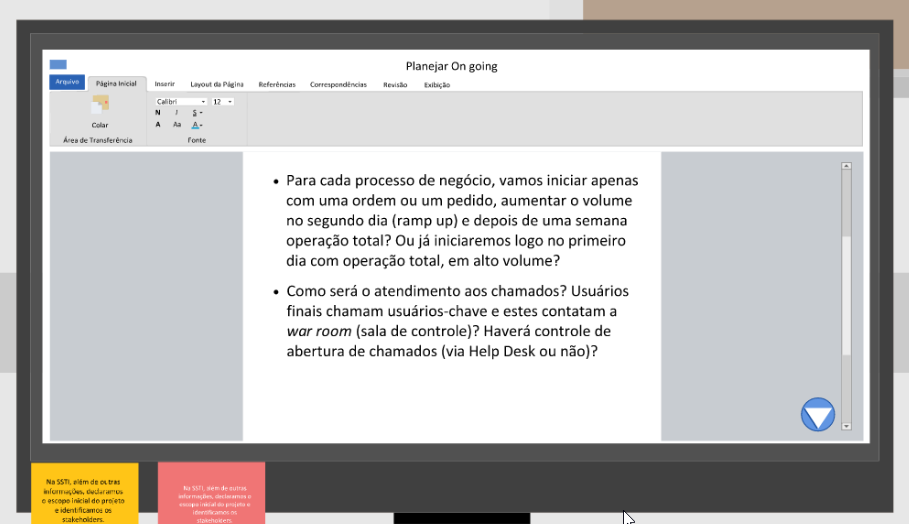 Planejar On going
Arquivo Página Inicial Inserir Layout da Página Referências Correspondências Revisão Exibição
Calibri 12
N I S
Colar
A Aa A
Área de Transferência Fonte
• Para cada processo de negócio, vamos iniciar apenas
com uma ordem ou um pedido, aumentar o volume
no segundo dia (ramp up) e depois de uma semana
operação total? Ou já iniciaremos logo no primeiro
dia com operação total, em alto volume?
• Como será o atendimento aos chamados? Usuários
finais chamam usuários-chave e estes contatam a
war room (sala de controle)? Haverá controle de
abertura de chamados (via Help Desk ou não)?
Na SSTI, além de outras
informações, declaramos
o escopo inicial do projeto
e identificamos os
stakeholders.
Na SSTI, além de outras
informações, declaramos o
escopo inicial do projeto e
identificamos os
stakeholders.